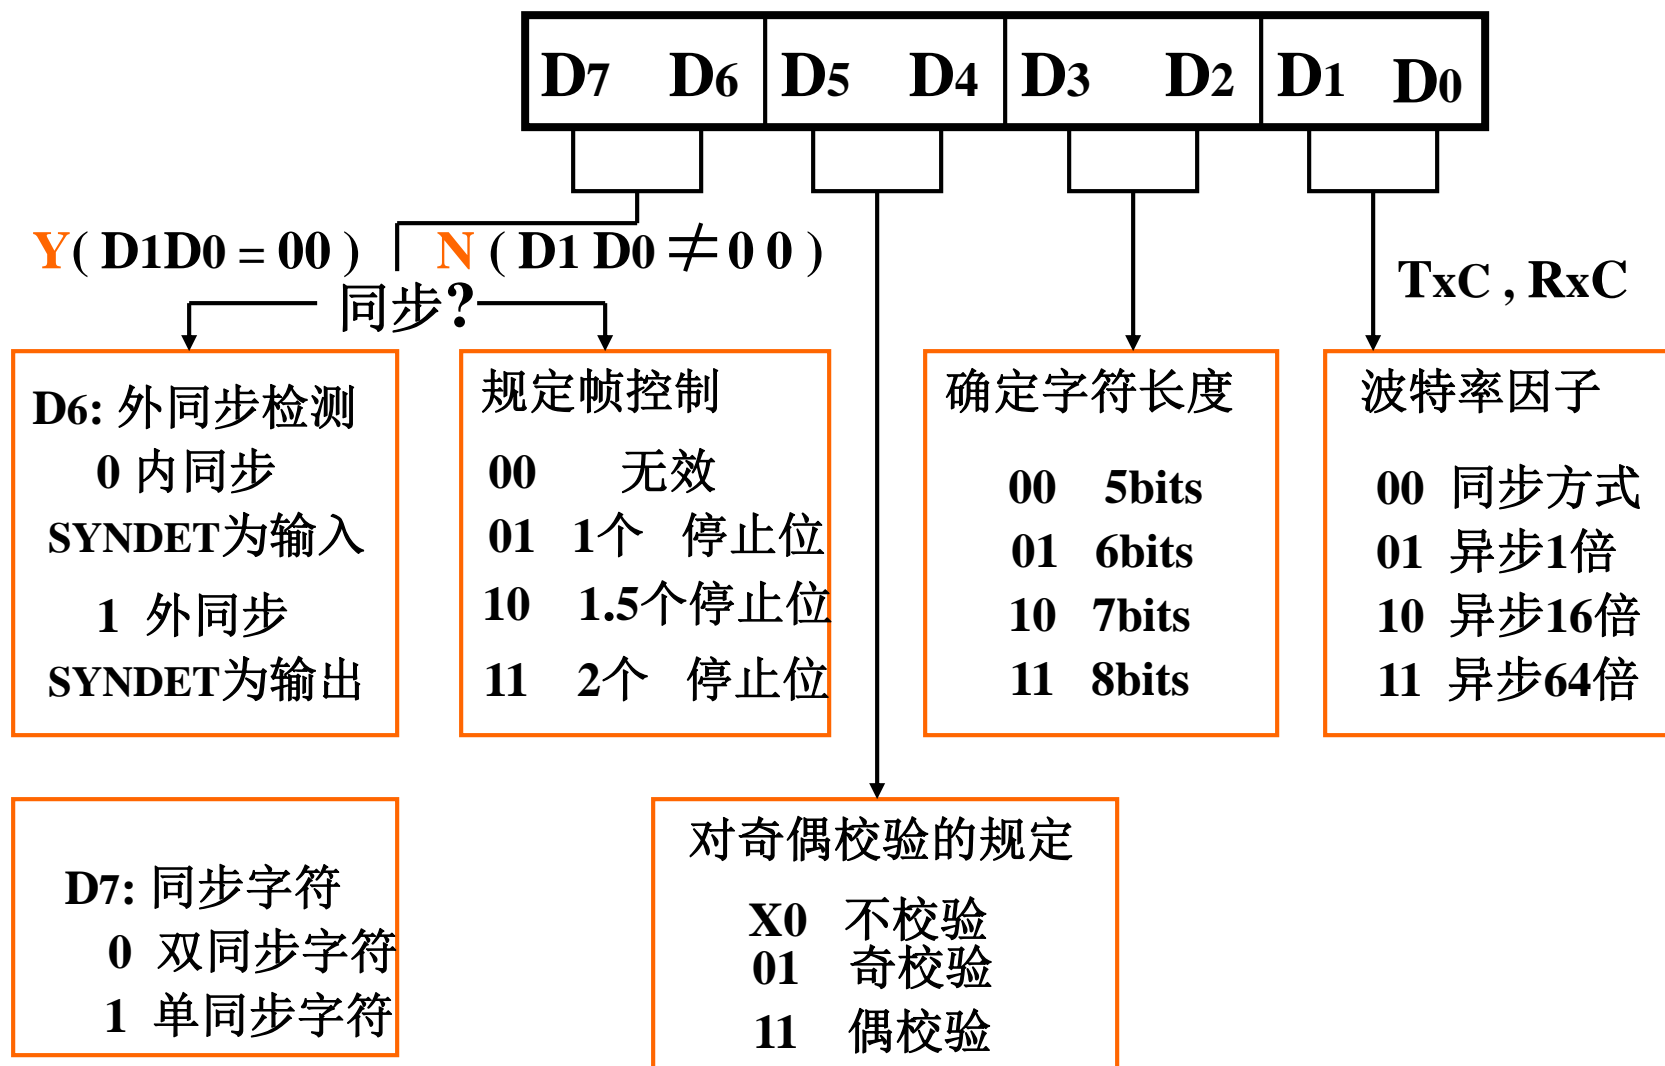 D7 D6 D5 D4 D3 D2 D1 D0
Y( D1D0 = 00 )
N ( D1 D0 ≠ 0 0 )
同步?
TxC , RxC
D6: 外同步检测
0 内同步
SYNDET为输入
1 外同步
SYNDET为输出
规定帧控制
00 无效
01 1个 停止位
10 1.5个停止位
11 2个 停止位
确定字符长度
00 5bits
01 6bits
10 7bits
11 8bits
波特率因子
00 同步方式
01 异步1倍
10 异步16倍
11 异步64倍
D7: 同步字符
0 双同步字符
1 单同步字符
对奇偶校验的规定
X0 不校验
01 奇校验
11 偶校验